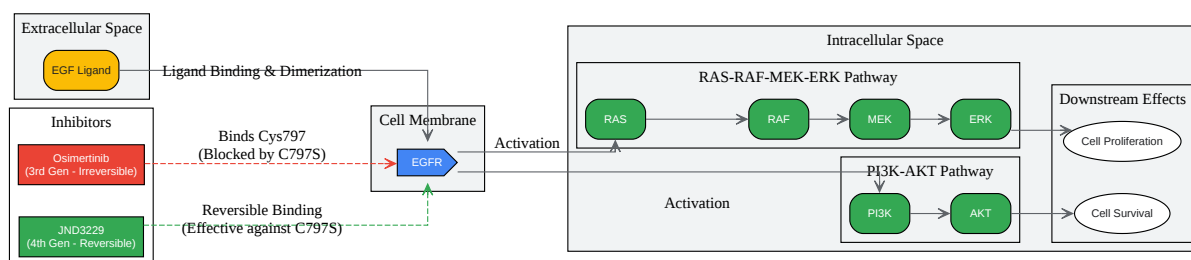 Extracellular Space
EGF Ligand
Ligand Binding & Dimerization
Inhibitors
Osimertinib
(3rd Gen - Irreversible)
Binds Cys797
(Blocked by C797S)
JND3229
(4th Gen - Reversible)
Reversible Binding
(Effective against C797S)
Cell Membrane
EGFR
Activation
Activation
Intracellular Space
RAS-RAF-MEK-ERK Pathway
RAS
RAF
MEK
ERK
PI3K-AKT Pathway
PI3K
AKT
Downstream Effects
Cell Proliferation
Cell Survival